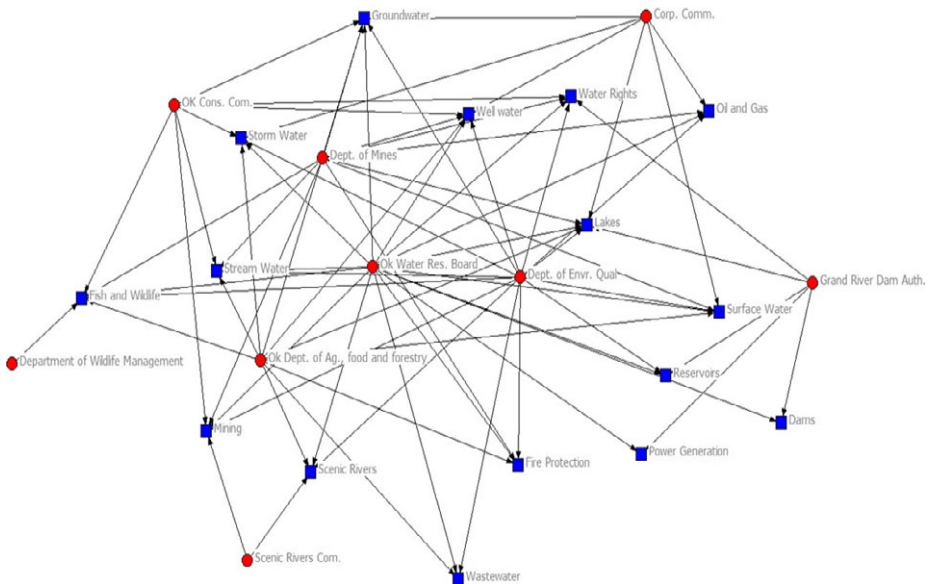 Groundwater
Corp. Comm.
OK Cons. Com.
Well water
Water Rights
Oil and Gas
Storm Water
Dept. of Mines
Lakes
Stream Water
Ok Water Res. Board
Dept. of Envr. Qual
Grand River Dam Auth.
Fish and Wildlife
Surface Water
Department of Wildlife Management
Ok Dept. of Ag., food and forestry
Reservoirs
Dams
Mining
Scenic Rivers
Fire Protection
Power Generation
Scenic Rivers Com.
Wastewater